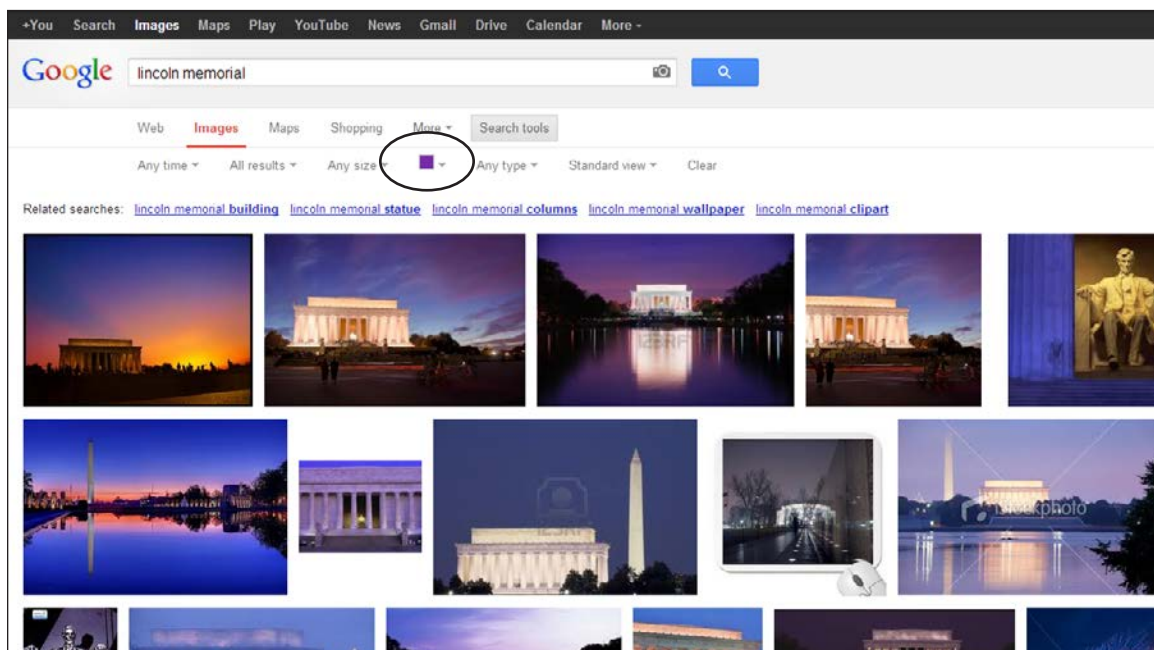 +You Search Images Maps Play YouTube News Gmail Drive Calendar More
Google lincoln memorial
Web Images Maps Shopping More Search tools
Any time All results Any size Any type Standard view Clear
Related searches: lincoln memorial building lincoln memorial statue lincoln memorial columns lincoln memorial wallpaper lincoln memorial clipart
123RF
123RF
iStockphoto